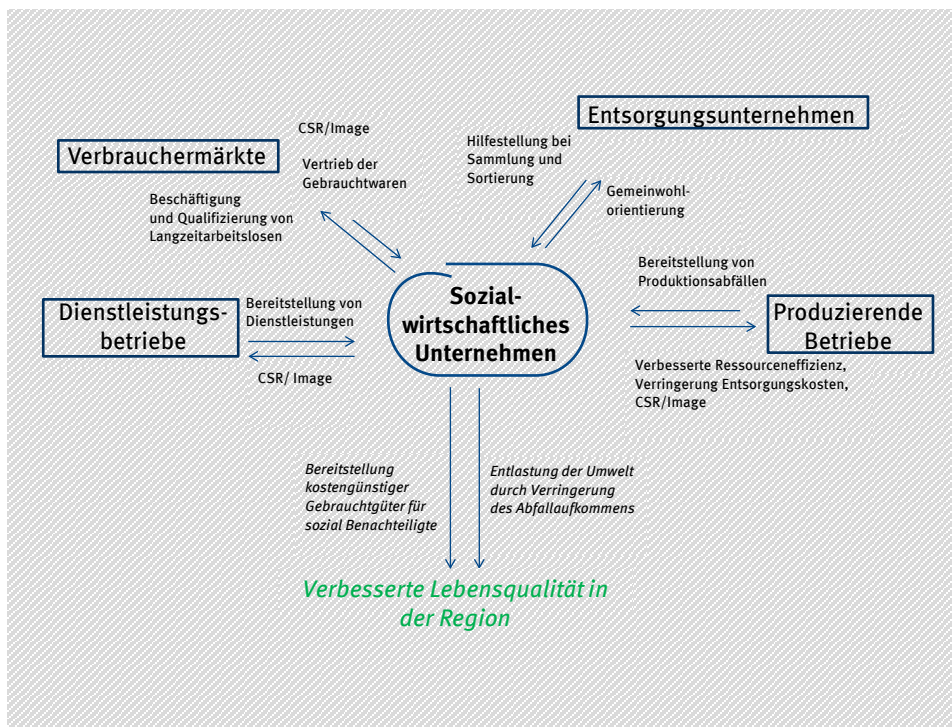 Entsorgungsunternehmen
CSR/Image
Verbrauchermärkte
Vertrieb der
Gebrauchtwaren
Hilfestellung bei
Sammlung und
Sortierung
Beschäftigung
und Qualifizierung von
Langzeitarbeitslosen
Gemeinwohl-
orientierung
Bereitstellung von
Produktionsabfällen
Dienstleistungs-
betriebe
Bereitstellung von
Dienstleistungen
CSR/ Image
Sozial-
wirtschaftliches
Unternehmen
Produzierende
Betriebe
Verbesserte Ressourceneffizienz,
Verringerung Entsorgungskosten,
CSR/Image
Bereitstellung
kostengünstiger
Gebrauchtgüter für
sozial Benachteiligte
Entlastung der Umwelt
durch Verringerung
des Abfallaufkommens
Verbesserte Lebensqualität in
der Region